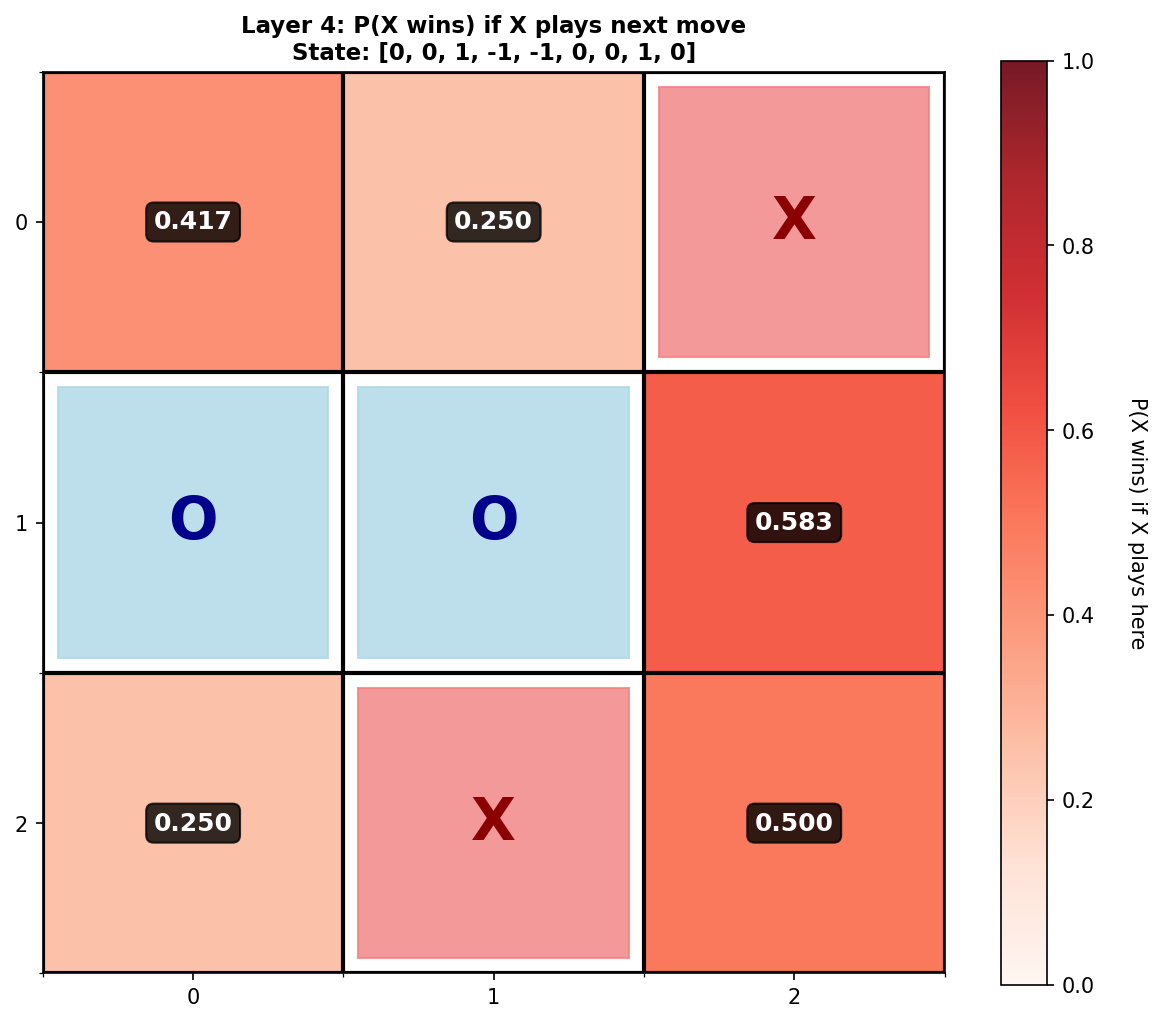 Layer 4: P(X wins) if X plays next move
State: [0, 0, 1, -1, -1, 0, 0, 1, 0]
1.0
0.8
0.6
0.4
0.2
0.0
P(X wins) if X plays here
0
0.417
0.250
X
1
O
O
0.583
2
0.250
X
0.500
0
1
2